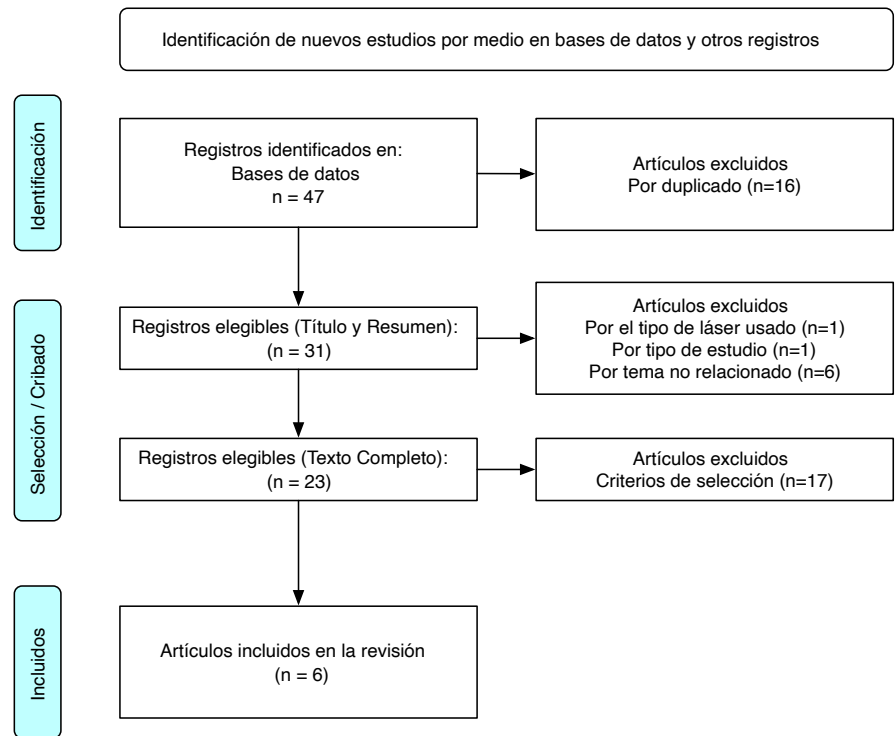 Identificación de nuevos estudios por medio en bases de datos y otros registros
Identificación
Registros identificados en:
Bases de datos
n = 47
Artículos excluidos
Por duplicado (n=16)
Selección / Cribado
Registros elegibles (Título y Resumen):
(n = 31)
Artículos excluidos
Por el tipo de láser usado (n=1)
Por tipo de estudio (n=1)
Por tema no relacionado (n=6)
Registros elegibles (Texto Completo):
(n = 23)
Artículos excluidos
Criterios de selección (n=17)
Incluidos
Artículos incluidos en la revisión
(n = 6)